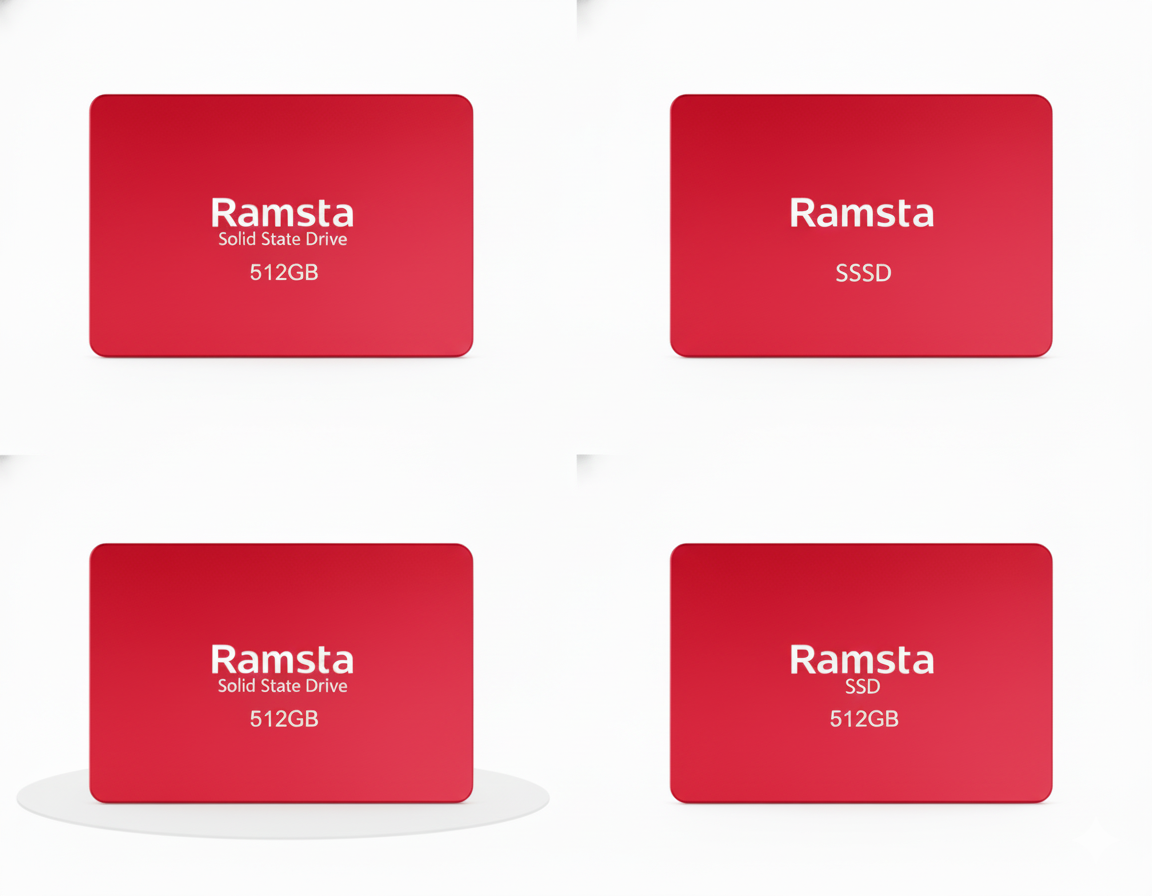 Ramsta
Solid State Drive
512GB
Ramsta
SSSD
Ramsta
Solid State Drive
512GB
Ramsta
SSD
512GB